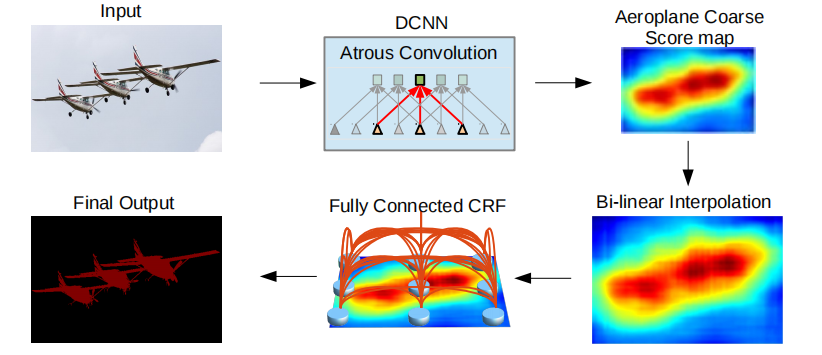 Input
DCNN
Atrous Convolution
Aeroplane Coarse
Score map
Bi-linear Interpolation
Fully Connected CRF
Final Output